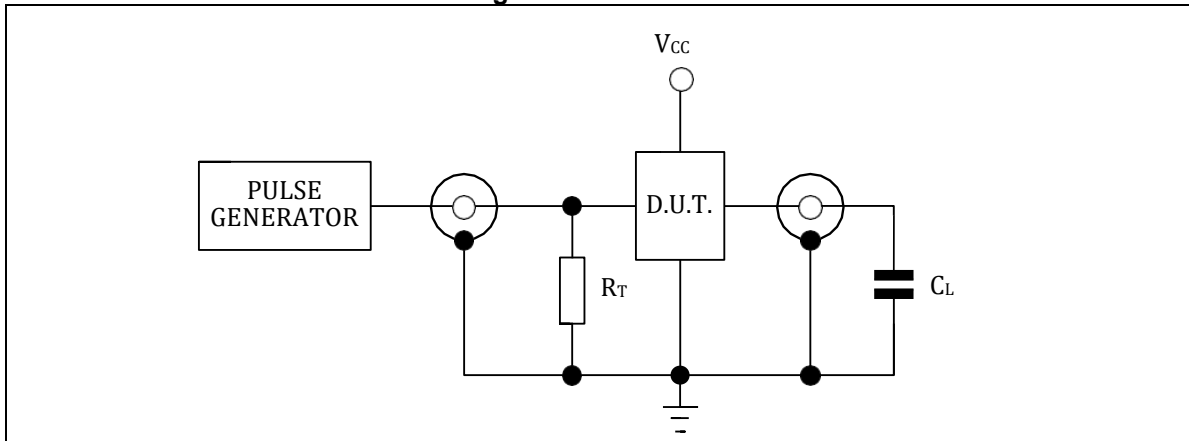 VCC
PULSE
GENERATOR
D.U.T.
RT
CL